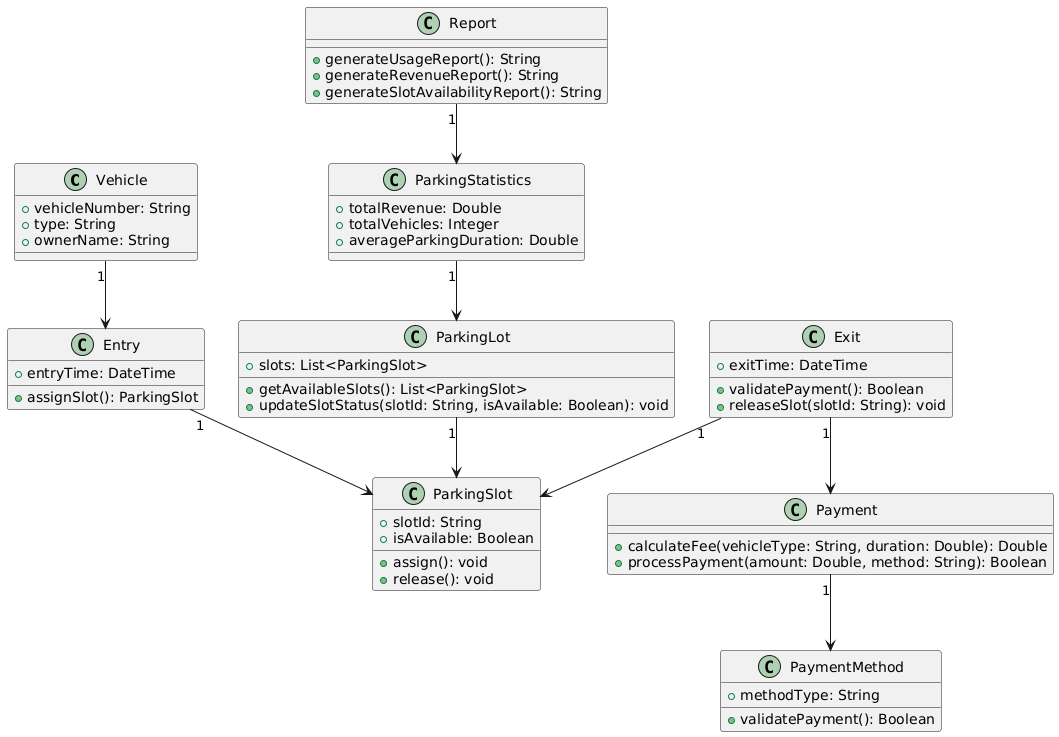 C Report
generateUsageReport(): String
generateRevenueReport(): String
generateSlotAvailabilityReport(): String
1
C Vehicle
vehicleNumber: String
type: String
ownerName: String
1
C ParkingStatistics
totalRevenue: Double
totalVehicles: Integer
averageParkingDuration: Double
1
C Entry
entryTime: DateTime
assignSlot(): ParkingSlot
1
C ParkingLot
slots: List<ParkingSlot>
getAvailableSlots(): List<ParkingSlot>
updateSlotStatus(slotId: String, isAvailable: Boolean): void
1
C Exit
exitTime: DateTime
validatePayment(): Boolean
releaseSlot(slotId: String): void
1
1
C ParkingSlot
slotId: String
isAvailable: Boolean
assign(): void
release(): void
C Payment
calculateFee(vehicleType: String, duration: Double): Double
processPayment(amount: Double, method: String): Boolean
1
C PaymentMethod
methodType: String
validatePayment(): Boolean